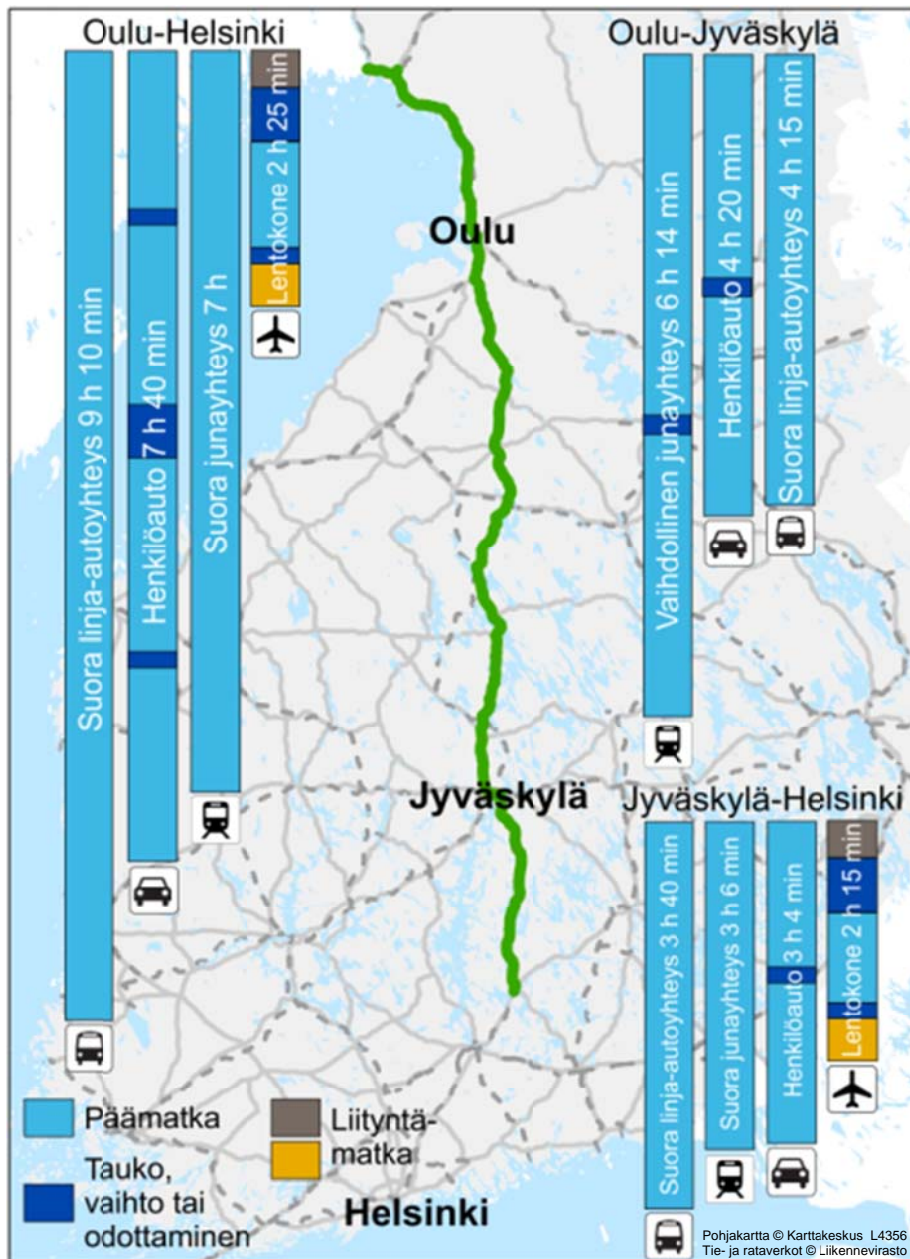 Oulu-Helsinki
Suora linja-autoyhteys 9 h 10 min
Henkilöauto 7 h 40 min
Suora junayhteys 7 h
Lentokone 2 h 25 min
Oulu-Jyväskylä
Vaihdollinen junayhteys 6 h 14 min
Henkilöauto 4 h 20 min
Suora linja-autoyhteys 4 h 15 min
Oulu
Jyväskylä
Jyväskylä-Helsinki
Suora linja-autoyhteys 3 h 40 min
Suora junayhteys 3 h 6 min
Henkilöauto 3 h 4 min
Lentokone 2 h 15 min
Päämatka
Tauko,
vaihto tai
odottaminen
Liityntä-
matka
Helsinki
Pohjakartta © Karttakeskus L4356
Tie- ja rataverkot © Liikennevirasto